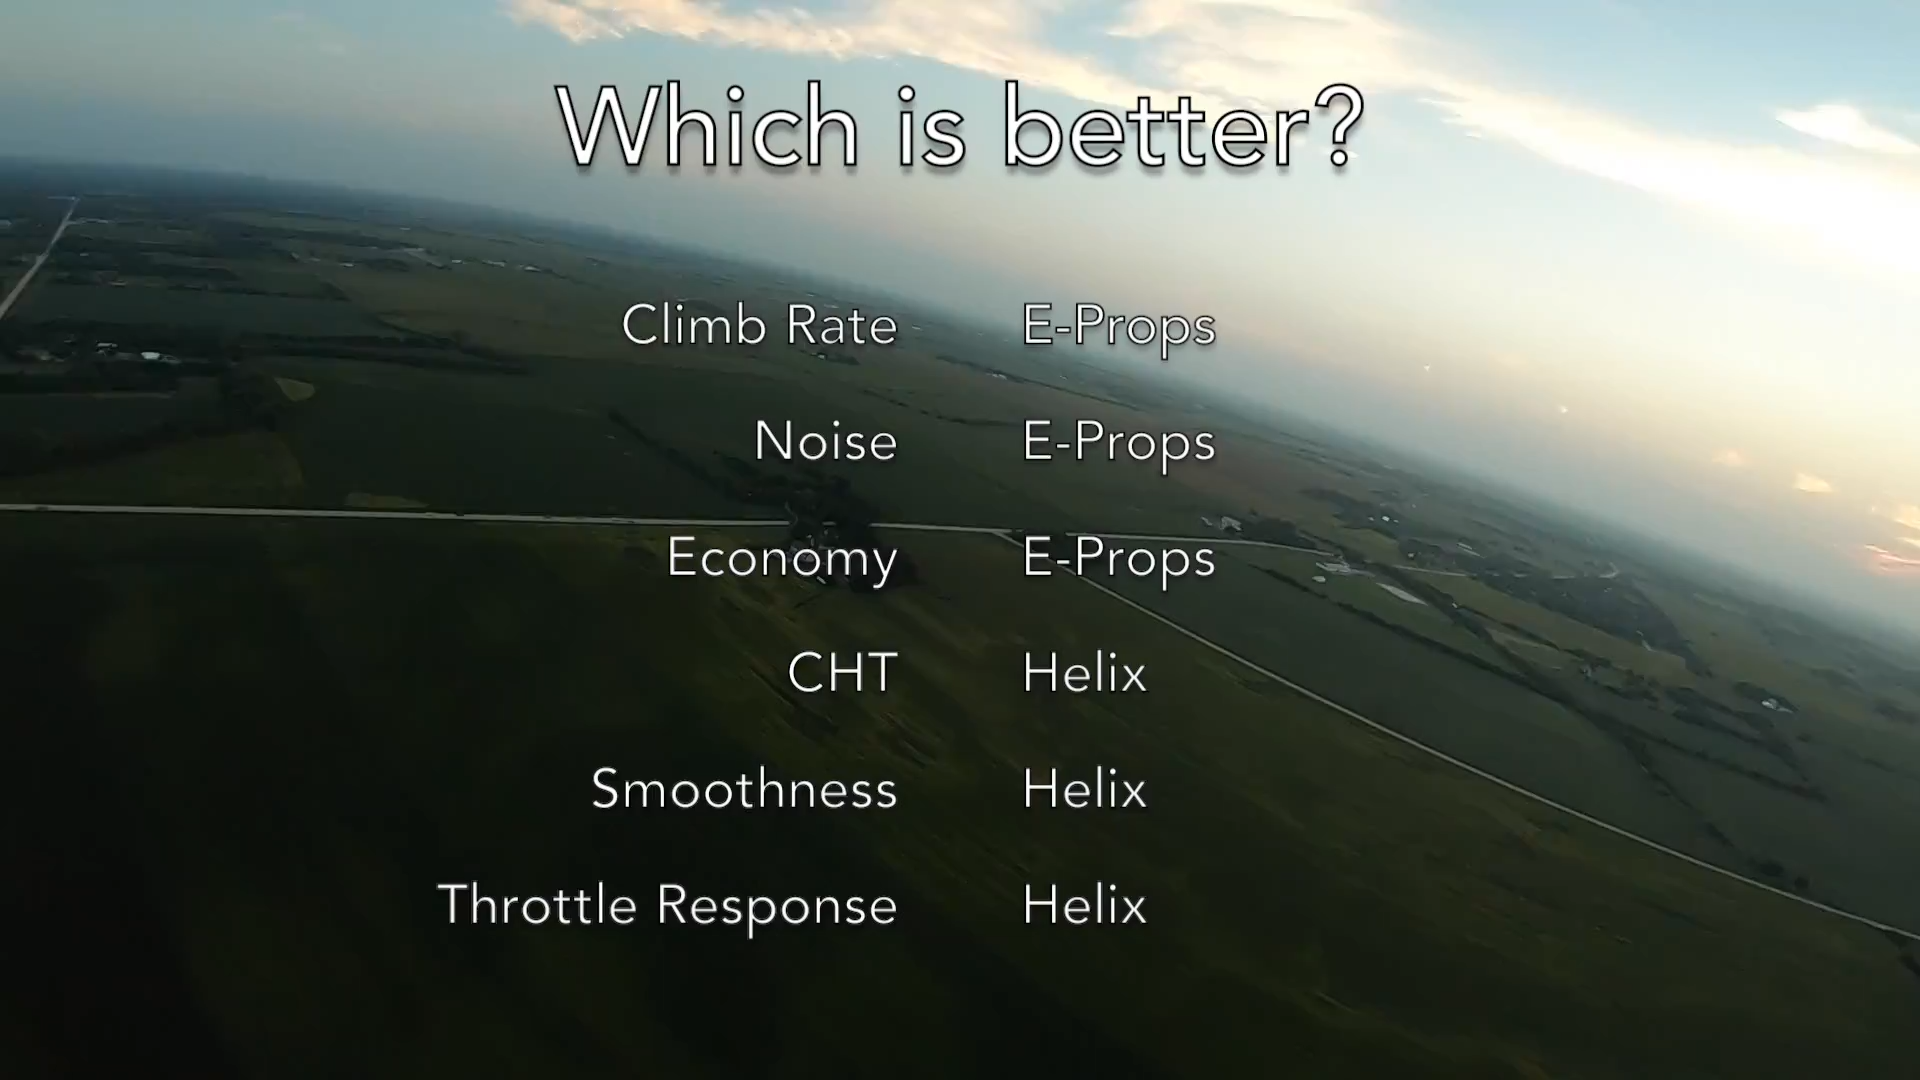 Which is better?
Climb Rate E-Props
Noise E-Props
Economy E-Props
CHT Helix
Smoothness Helix
Throttle Response Helix